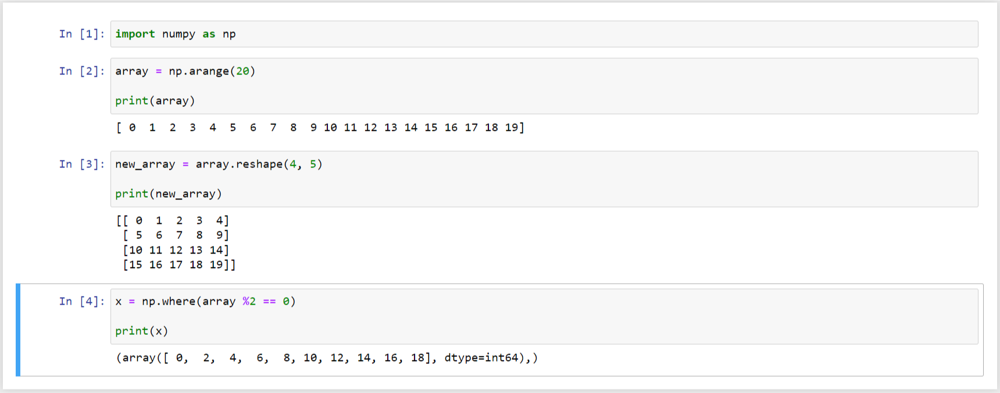 In [1]: import numpy as np
In [2]: array = np.arange(20)
print(array)
[ 0  1  2  3  4  5  6  7  8  9 10 11 12 13 14 15 16 17 18 19]
In [3]: new_array = array.reshape(4, 5)
print(new_array)
[[ 0  1  2  3  4]
 [ 5  6  7  8  9]
 [10 11 12 13 14]
 [15 16 17 18 19]]
In [4]: x = np.where(array %2 == 0)
print(x)
(array([ 0,  2,  4,  6,  8, 10, 12, 14, 16, 18], dtype=int64),)